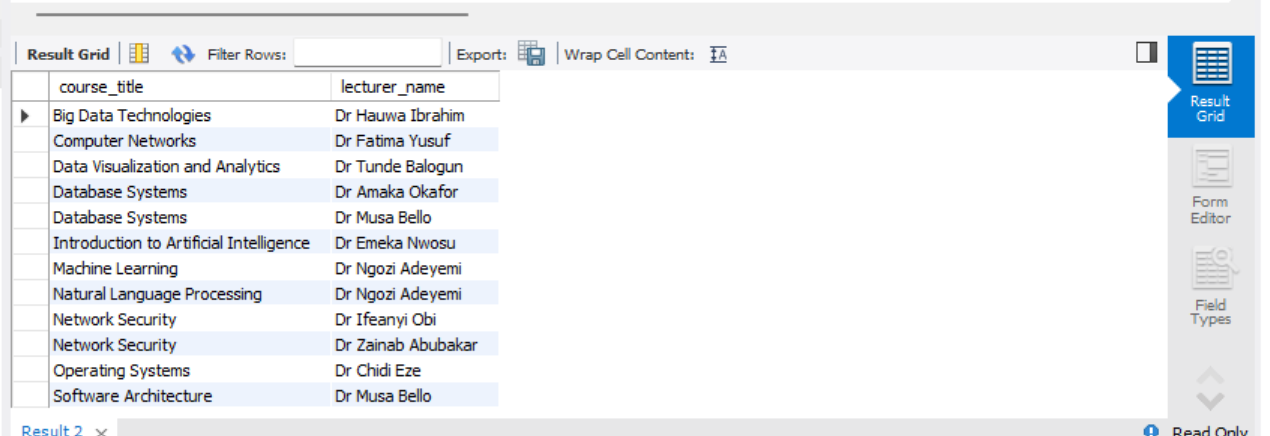 Result Grid Filter Rows: Export: Wrap Cell Content:
course_title lecturer_name
Big Data Technologies Dr Hauwa Ibrahim
Computer Networks Dr Fatima Yusuf
Data Visualization and Analytics Dr Tunde Balogun
Database Systems Dr Amaka Okafor
Database Systems Dr Musa Bello
Introduction to Artificial Intelligence Dr Emeka Nwosu
Machine Learning Dr Ngozi Adeyemi
Natural Language Processing Dr Ngozi Adeyemi
Network Security Dr Ifeanyi Obi
Network Security Dr Zainab Abubakar
Operating Systems Dr Chidi Eze
Software Architecture Dr Musa Bello
Result
Grid
Form
Editor
Field
Types
Result 2 Read Only